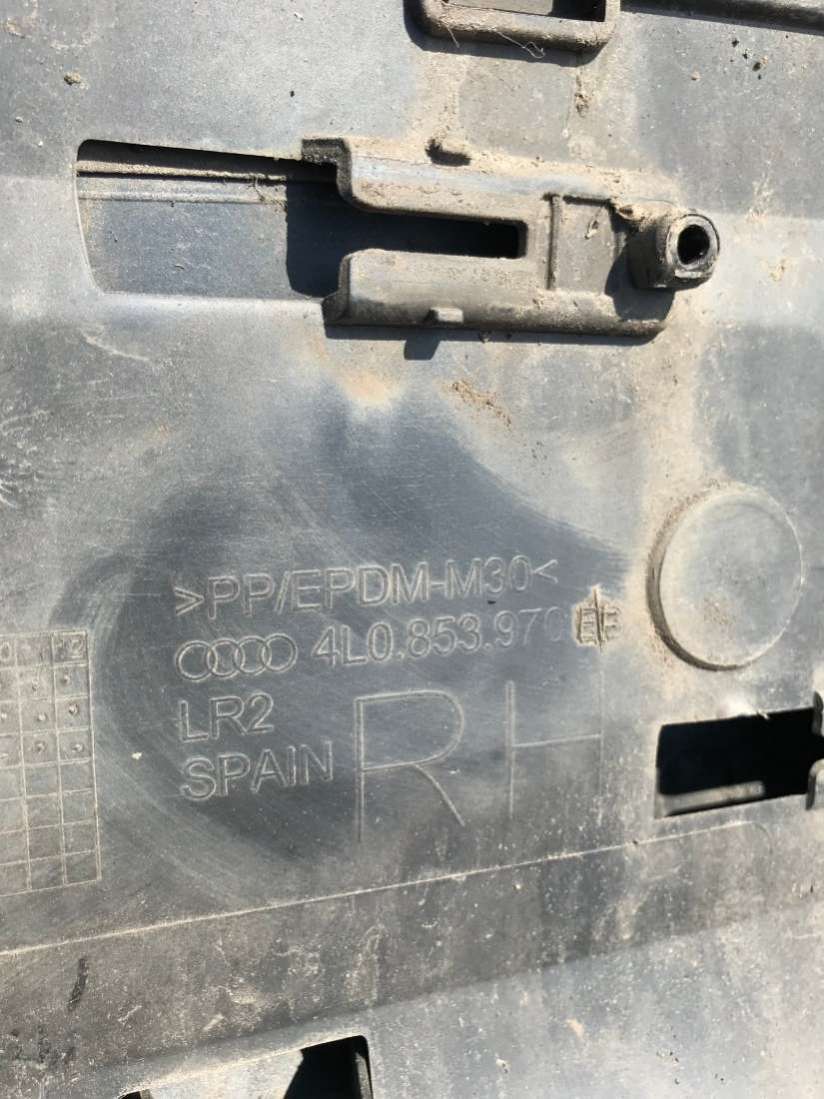 >PP/EPDM-M30<
4L0.853.970
LR2
SPAIN
RH